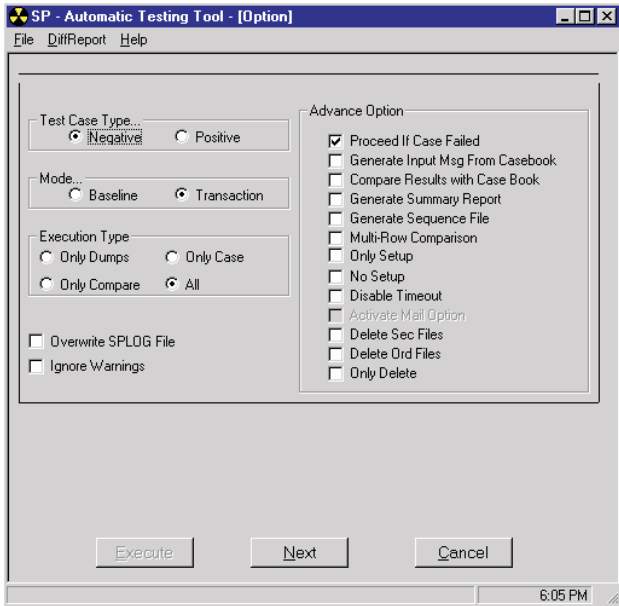 SP - Automatic Testing Tool - [Option]
File DiffReport Help
Test Case Type...
Negative Positive
Mode...
Baseline Transaction
Execution Type
Only Dumps Only Case
Only Compare All
Overwrite SPLOG File
Ignore Warnings
Advance Option
Proceed If Case Failed
Generate Input Msg From Casebook
Compare Results with Case Book
Generate Summary Report
Generate Sequence File
Multi-Row Comparison
Only Setup
No Setup
Disable Timeout
Activate Mail Option
Delete Sec Files
Delete Ord Files
Only Delete
Execute Next Cancel
6:05 PM